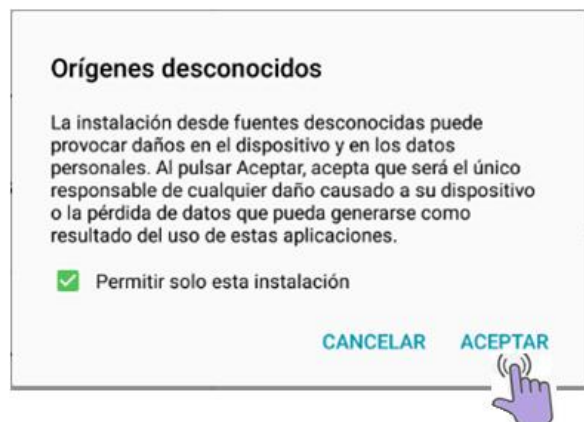 Orígenes desconocidos
La instalación desde fuentes desconocidas puede
provocar daños en el dispositivo y en los datos
personales. Al pulsar Aceptar, acepta que será el único
responsable de cualquier daño causado a su dispositivo
o la pérdida de datos que pueda generarse como
resultado del uso de estas aplicaciones.
Permitir solo esta instalación
CANCELAR ACEPTAR